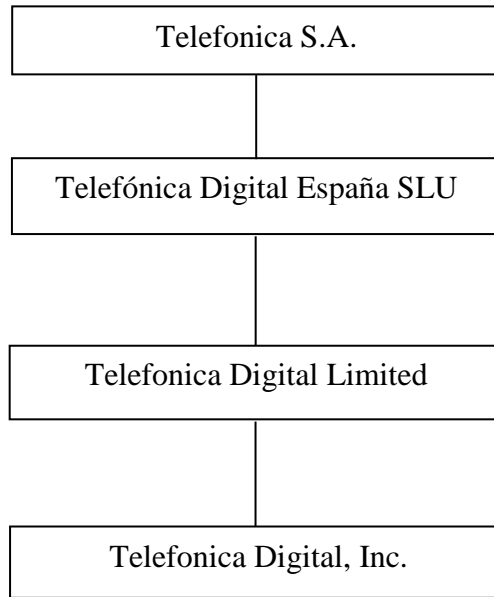 Telefonica S.A.
Telefónica Digital España SLU
Telefonica Digital Limited
Telefonica Digital, Inc.